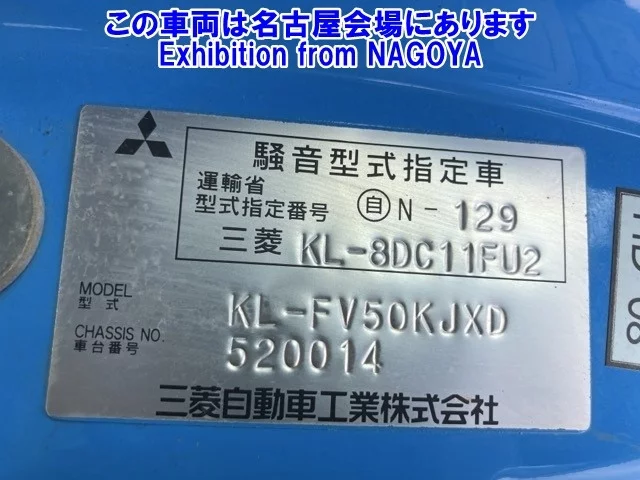 この車両は名古屋会場にあります
Exhibition from NAGOYA
騒音型式指定車
運輸省
型式指定番号 自N- 129
三菱 KL-8DC11FU2
MODEL
型式 KL-FV50KJXD
CHASSIS NO.
車台番号 520014
三菱自動車工業株式会社